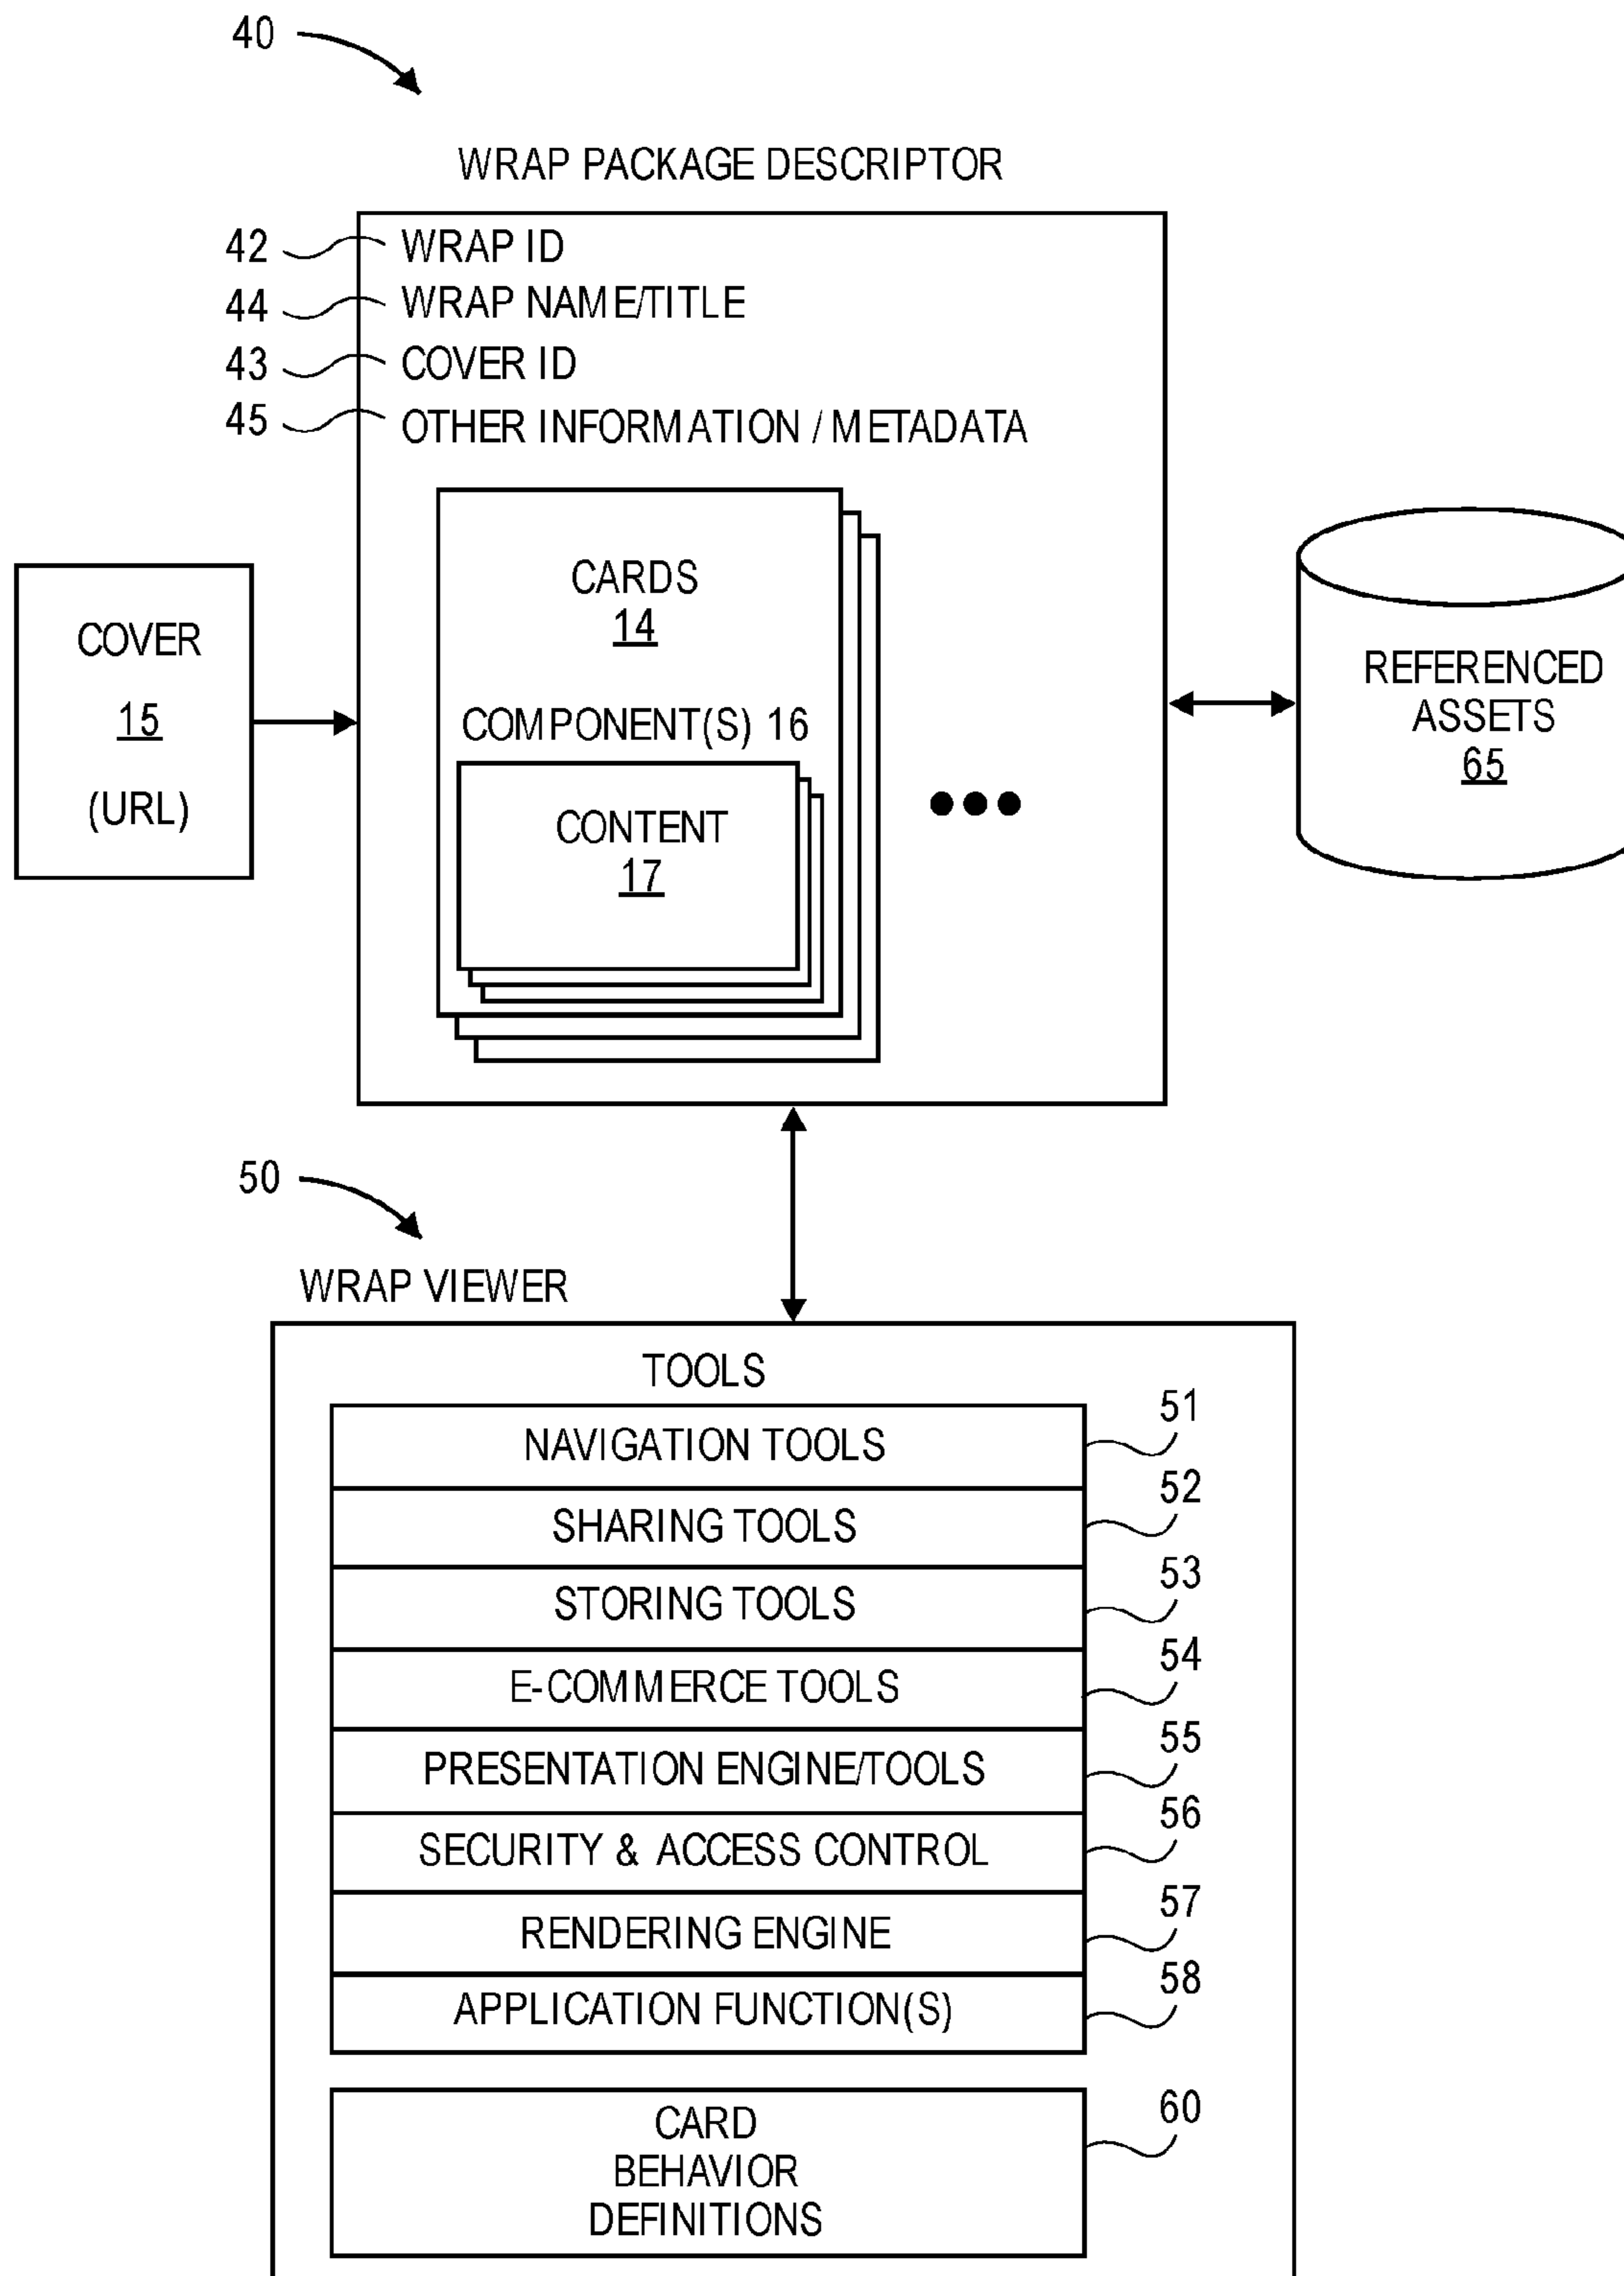 40
WRAP PACKAGE DESCRIPTOR
42 WRAP ID
44 WRAP NAME/TITLE
43 COVER ID
45 OTHER INFORMATION / METADATA
COVER
15
(URL)
CARDS
14
COMPONENT(S) 16
CONTENT
17
REFERENCED
ASSETS
65
50
WRAP VIEWER
TOOLS
NAVIGATION TOOLS 51
SHARING TOOLS 52
STORING TOOLS 53
E-COMMERCE TOOLS 54
PRESENTATION ENGINE/TOOLS 55
SECURITY & ACCESS CONTROL 56
RENDERING ENGINE 57
APPLICATION FUNCTION(S) 58
CARD
BEHAVIOR
DEFINITIONS
60